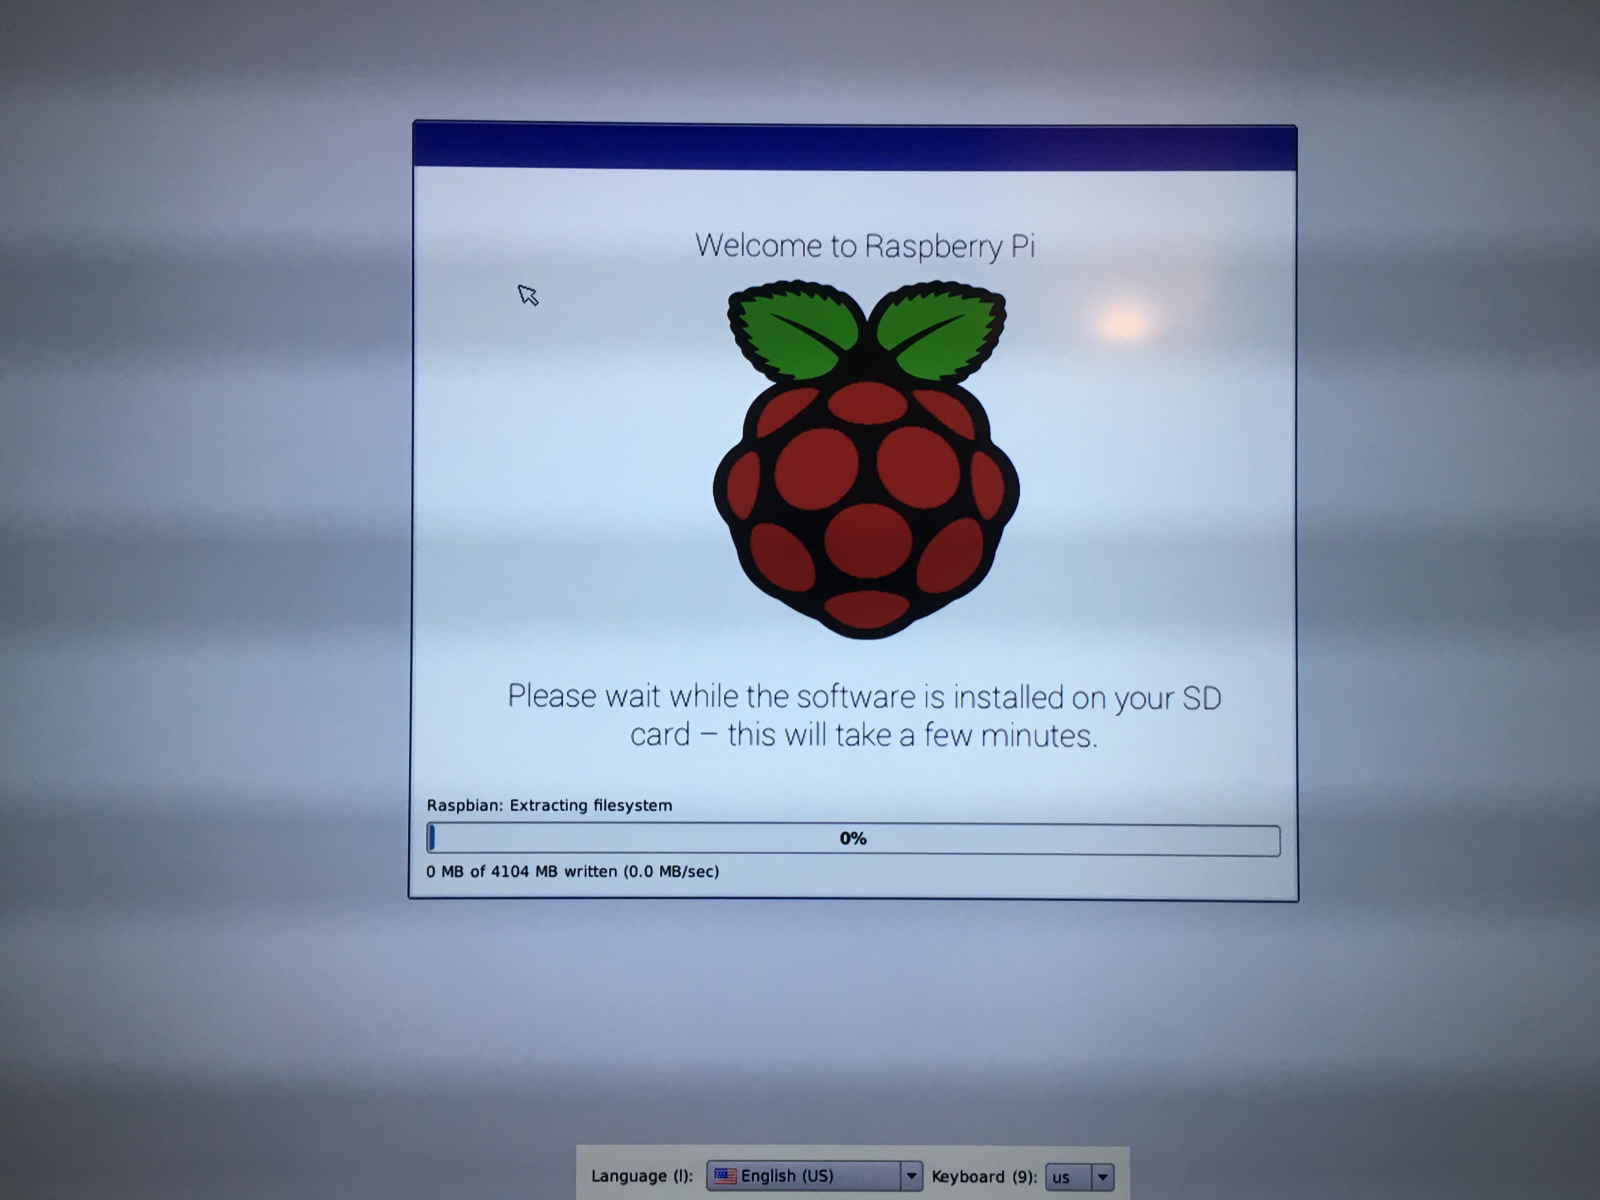 Welcome to Raspberry Pi
Please wait while the software is installed on your SD
card – this will take a few minutes.
Raspbian: Extracting filesystem
0%
0 MB of 4104 MB written (0.0 MB/sec)
Language (l): English (US) Keyboard (9): us